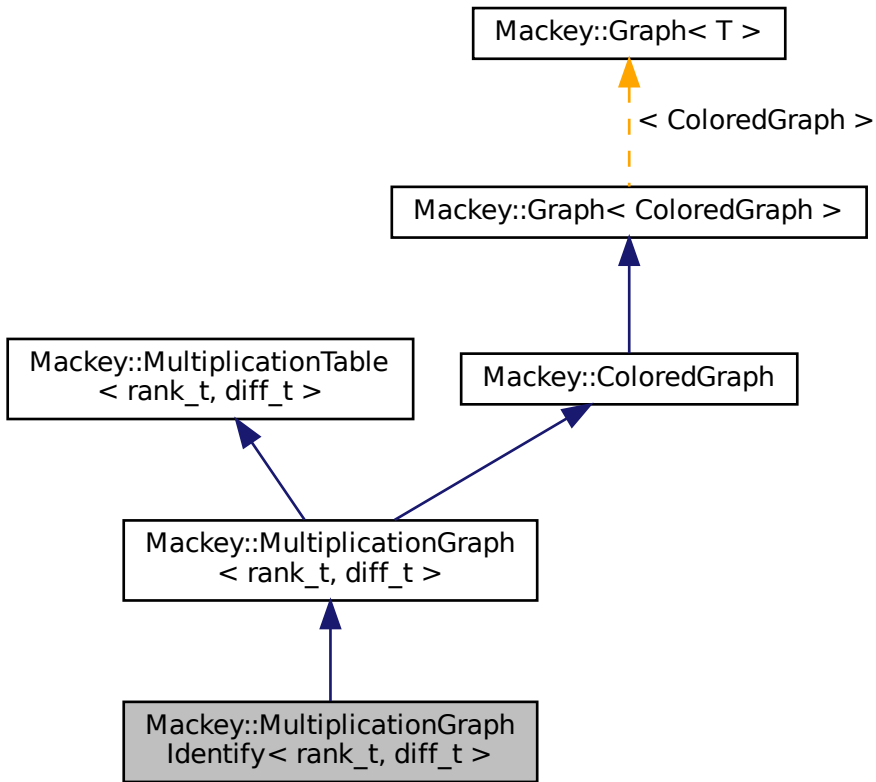 Mackey::Graph< T >
< ColoredGraph >
Mackey::Graph< ColoredGraph >
Mackey::MultiplicationTable
< rank_t, diff_t >
Mackey::ColoredGraph
Mackey::MultiplicationGraph
< rank_t, diff_t >
Mackey::MultiplicationGraph
Identify< rank_t, diff_t >